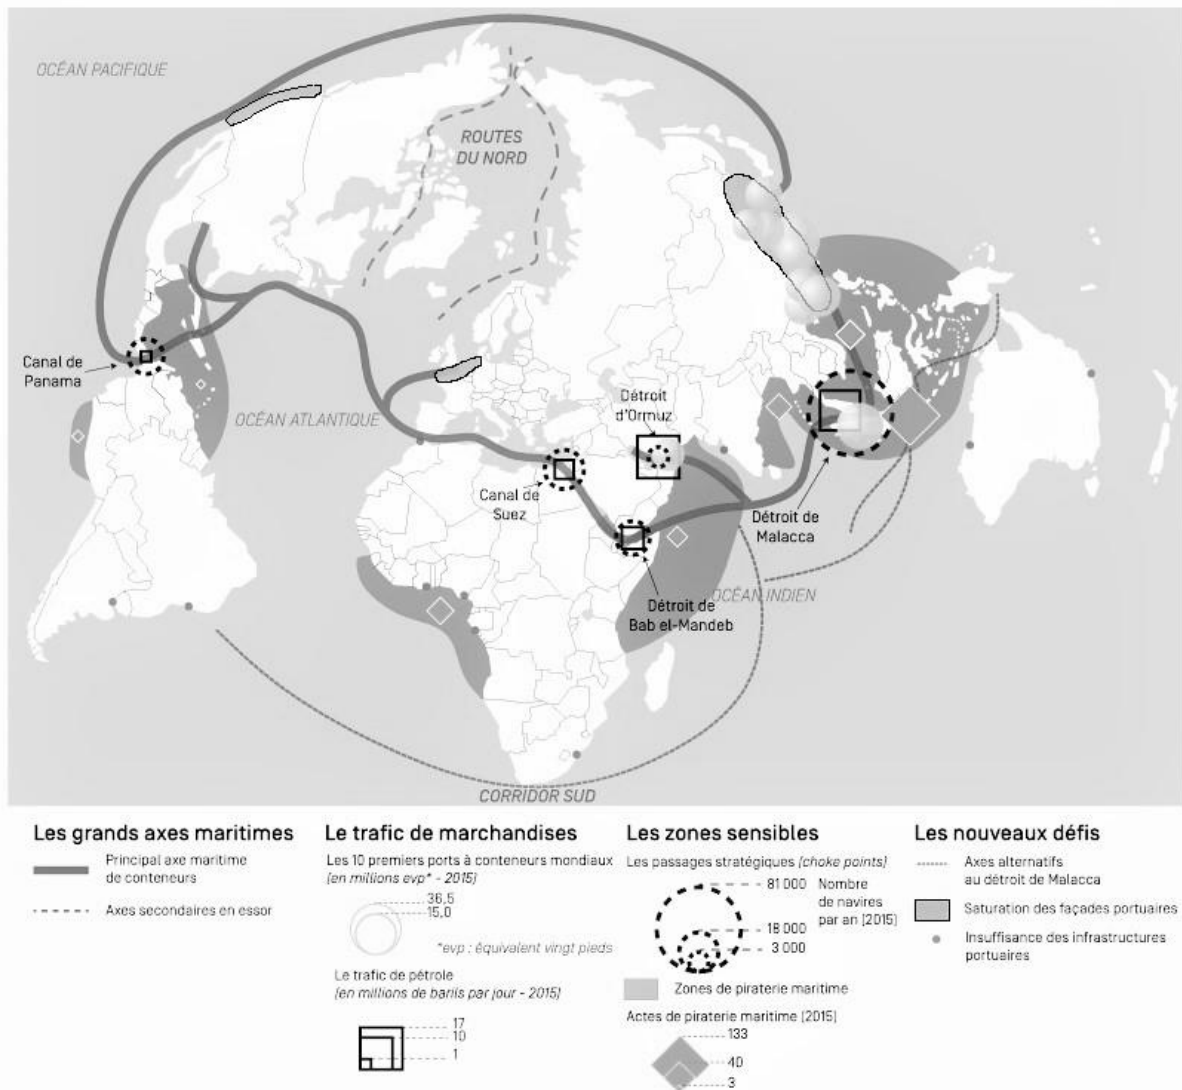 OCÉAN PACIFIQUE
ROUTES
DU NORD
Canal de
Panama
OCÉAN ATLANTIQUE
Détroit
d'Ormuz
Canal de
Suez
Détroit de
Malacca
OCÉAN INDIEN
Détroit de
Bab el-Mandeb
CORRIDOR SUD
Les grands axes maritimes
Principal axe maritime
de conteneurs
Axes secondaires en essor
Le trafic de marchandises
Les 10 premiers ports à conteneurs mondiaux
(en millions evp* - 2015)
36,5
15,0
*evp : équivalent vingt pieds
Le trafic de pétrole
(en millions de barils par jour - 2015)
17
10
1
Les zones sensibles
Les passages stratégiques (choke points)
81 000
Nombre
de navires
par an (2015)
18 000
3 000
Zones de piraterie maritime
Actes de piraterie maritime (2015)
133
40
3
Les nouveaux défis
Axes alternatifs
au détroit de Malacca
Saturation des façades portuaires
Insuffisance des infrastructures
portuaires